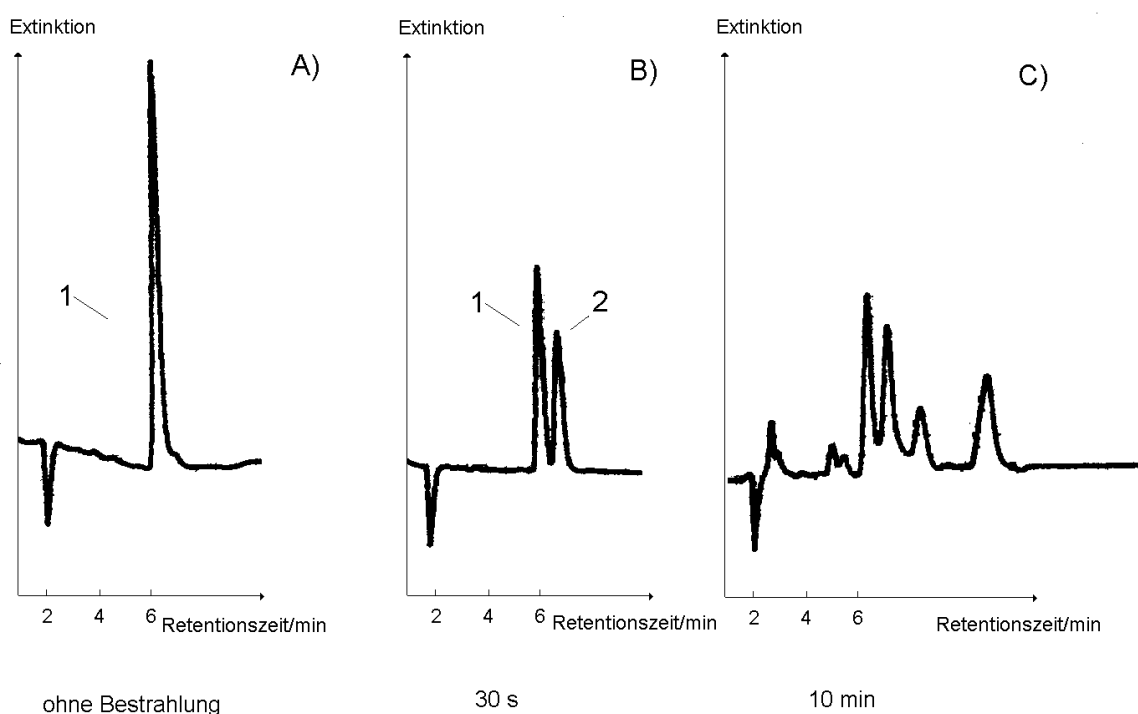 Extinktion
A)
1
2 4 6
Retentionszeit/min
ohne Bestrahlung
Extinktion
B)
1
2
2 4 6
Retentionszeit/min
30 s
Extinktion
C)
2 4 6
Retentionszeit/min
10 min